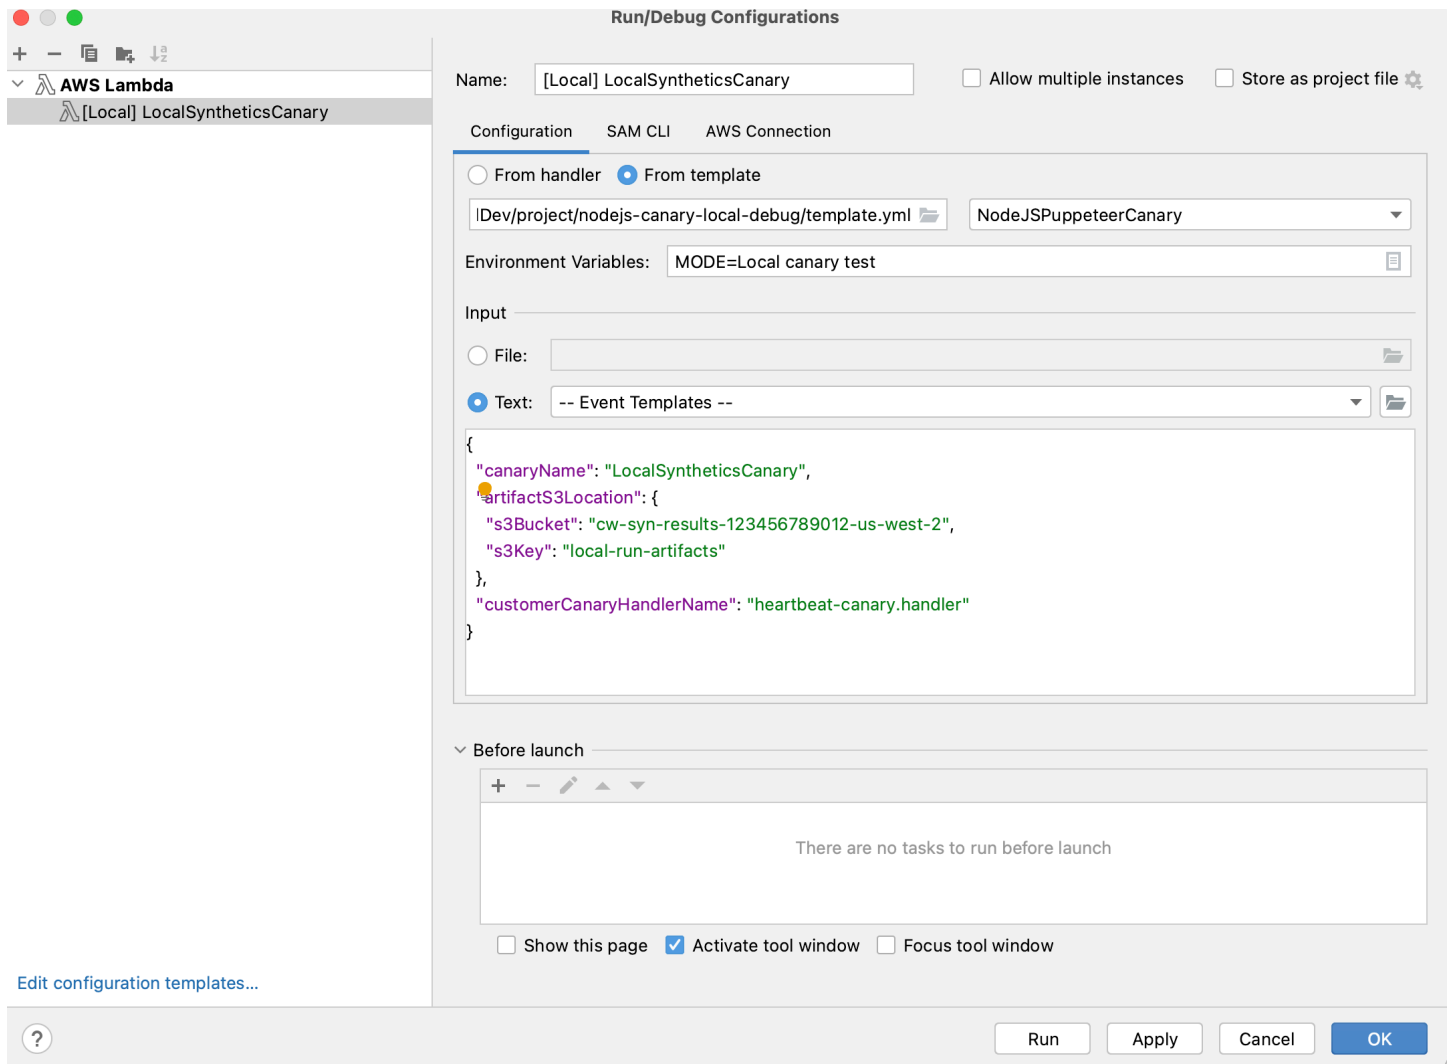 Run/Debug Configurations
AWS Lambda
[Local] LocalSyntheticsCanary
Name: [Local] LocalSyntheticsCanary Allow multiple instances Store as project file
Configuration SAM CLI AWS Connection
From handler From template
Dev/project/nodejs-canary-local-debug/template.yml NodeJSPuppeteerCanary
Environment Variables: MODE=Local canary test
Input
File:
Text: -- Event Templates --
{
"canaryName": "LocalSyntheticsCanary",
"artifactS3Location": {
"s3Bucket": "cw-syn-results-123456789012-us-west-2",
"s3Key": "local-run-artifacts"
},
"customerCanaryHandlerName": "heartbeat-canary.handler"
}
Before launch
There are no tasks to run before launch
Show this page Activate tool window Focus tool window
Edit configuration templates...
? Run Apply Cancel OK